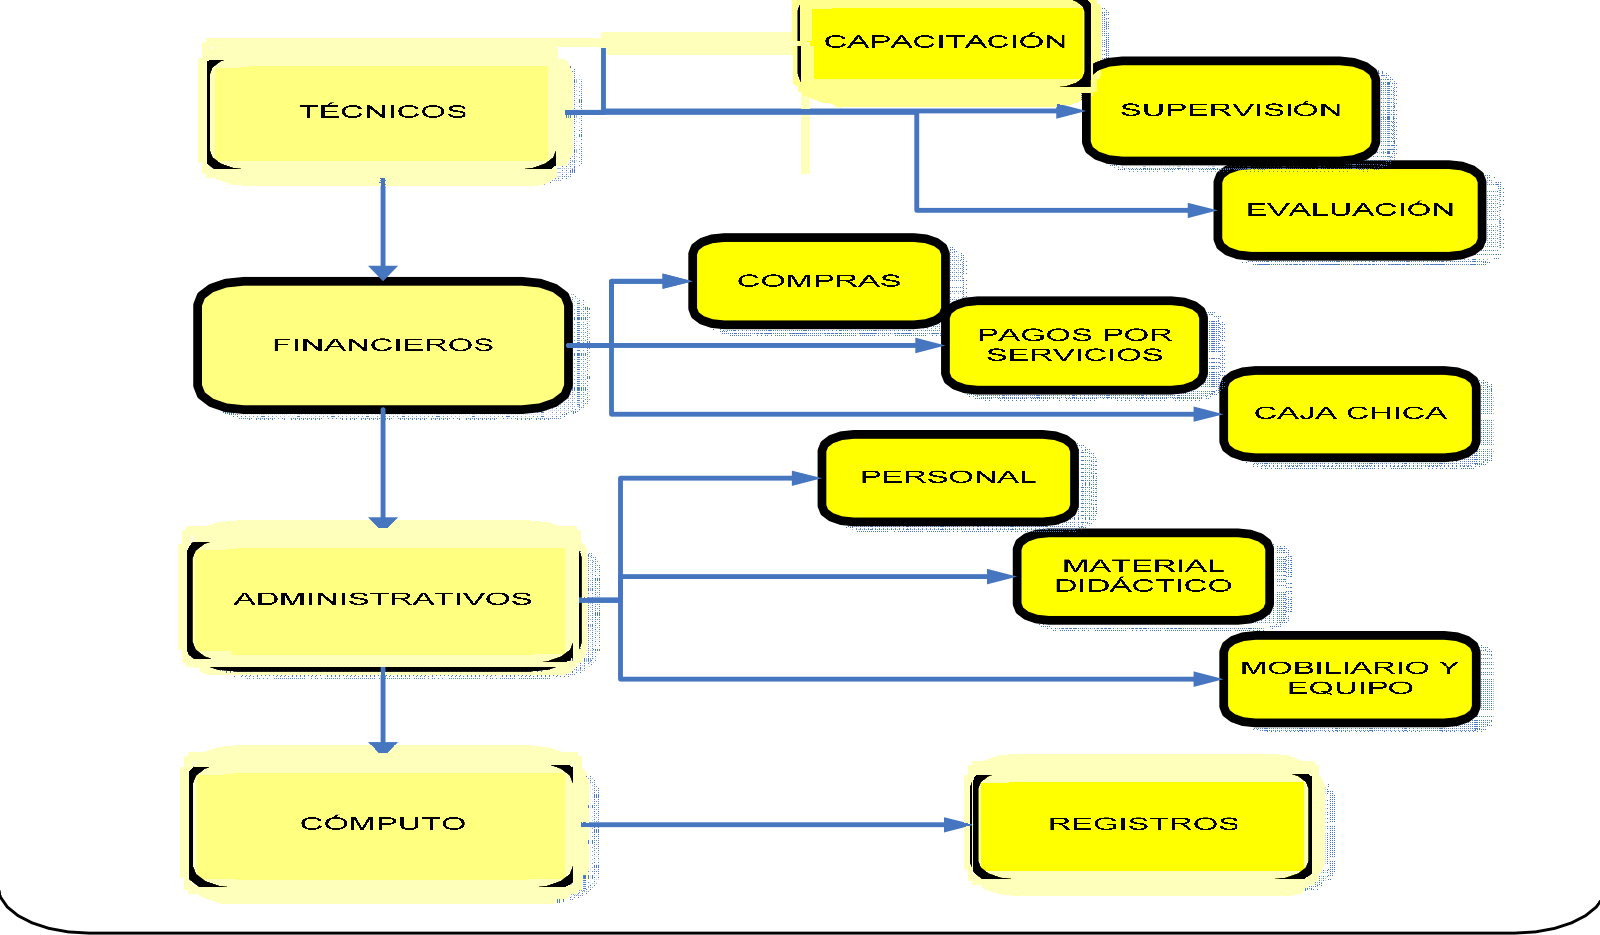 CAPACITACIÓN
TÉCNICOS
SUPERVISIÓN
EVALUACIÓN
COMPRAS
FINANCIEROS
PAGOS POR
SERVICIOS
CAJA CHICA
PERSONAL
ADMINISTRATIVOS
MATERIAL
DIDÁCTICO
MOBILIARIO Y
EQUIPO
CÓMPUTO
REGISTROS